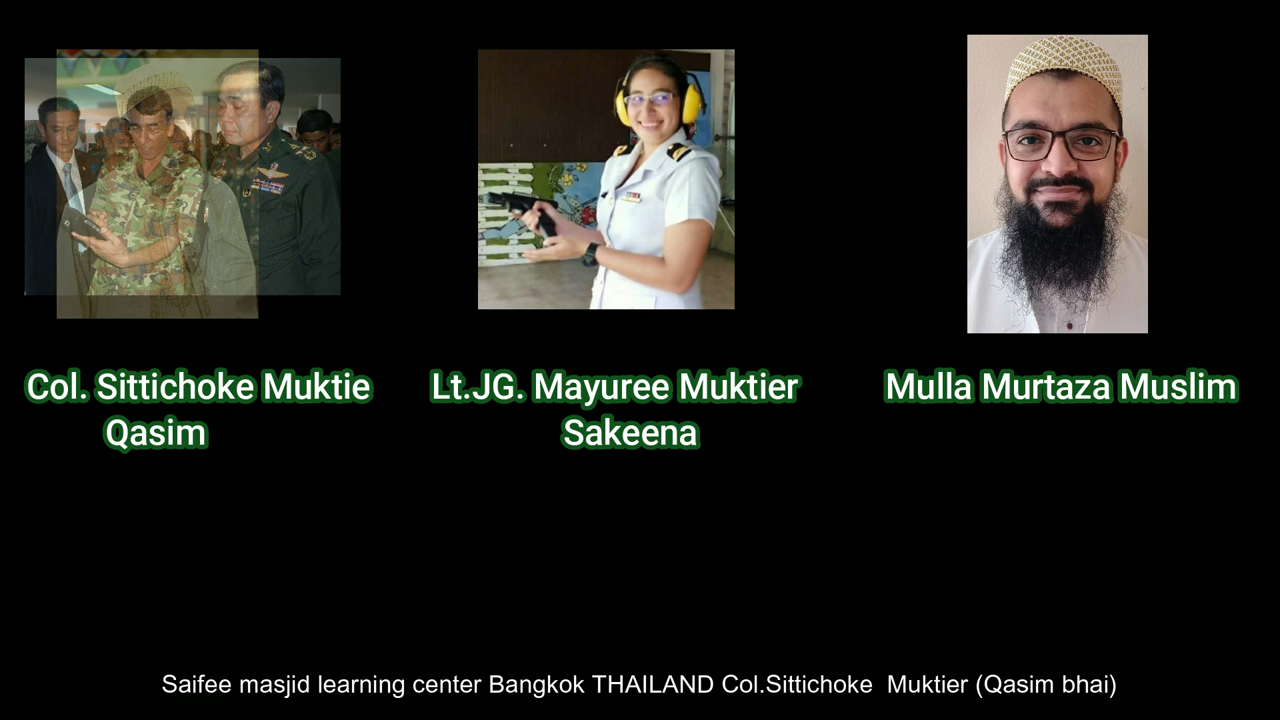 Col. Sittichoke Muktie
Qasim
Lt.JG. Mayuree Muktier
Sakeena
Mulla Murtaza Muslim
Saifee masjid learning center Bangkok THAILAND Col.Sittichoke  Muktier (Qasim bhai)